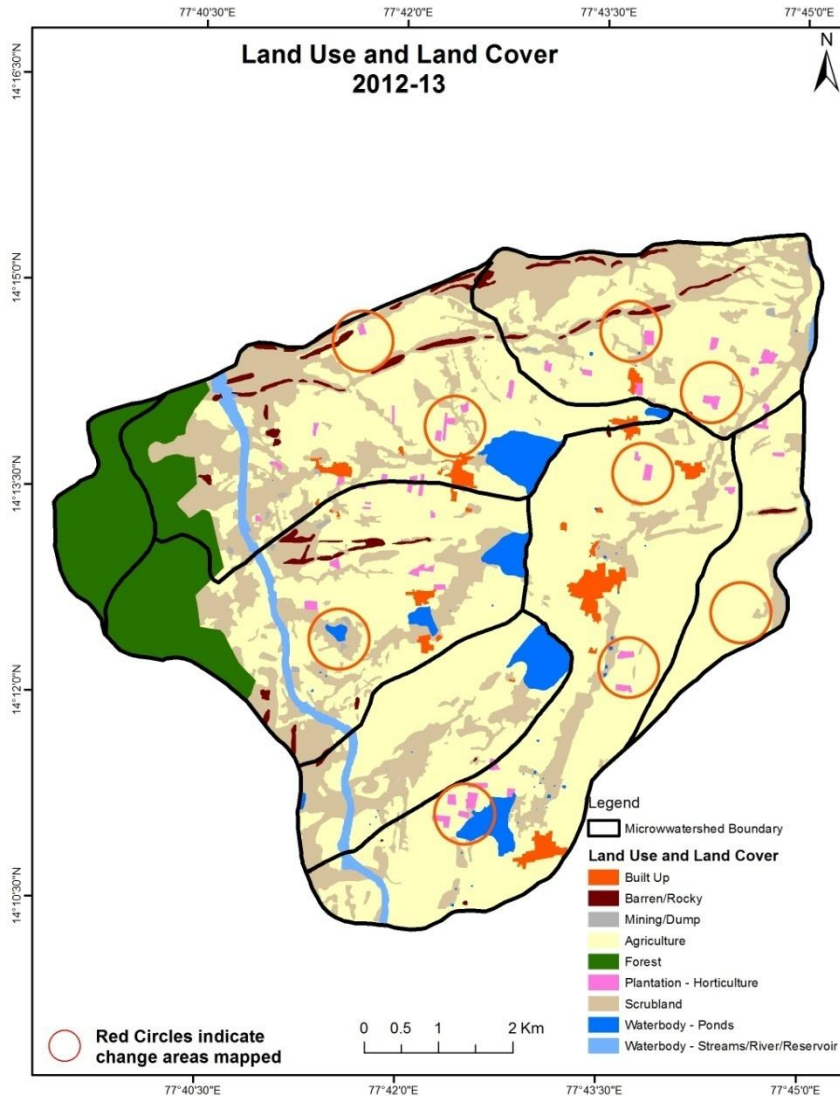 77°40'30"E
77°42'0"E
77°43'30"E
77°45'0"E
Land Use and Land Cover
2012-13
N
14°16'30"N
14°15'0"N
14°13'30"N
14°12'0"N
14°10'30"N
Legend
Microwwatershed Boundary
Land Use and Land Cover
Built Up
Barren/Rocky
Mining/Dump
Agriculture
Forest
Plantation - Horticulture
Scrubland
Waterbody - Ponds
Waterbody - Streams/River/Reservoir
Red Circles indicate
change areas mapped
0 0.5 1 2 Km
77°40'30"E
77°42'0"E
77°43'30"E
77°45'0"E